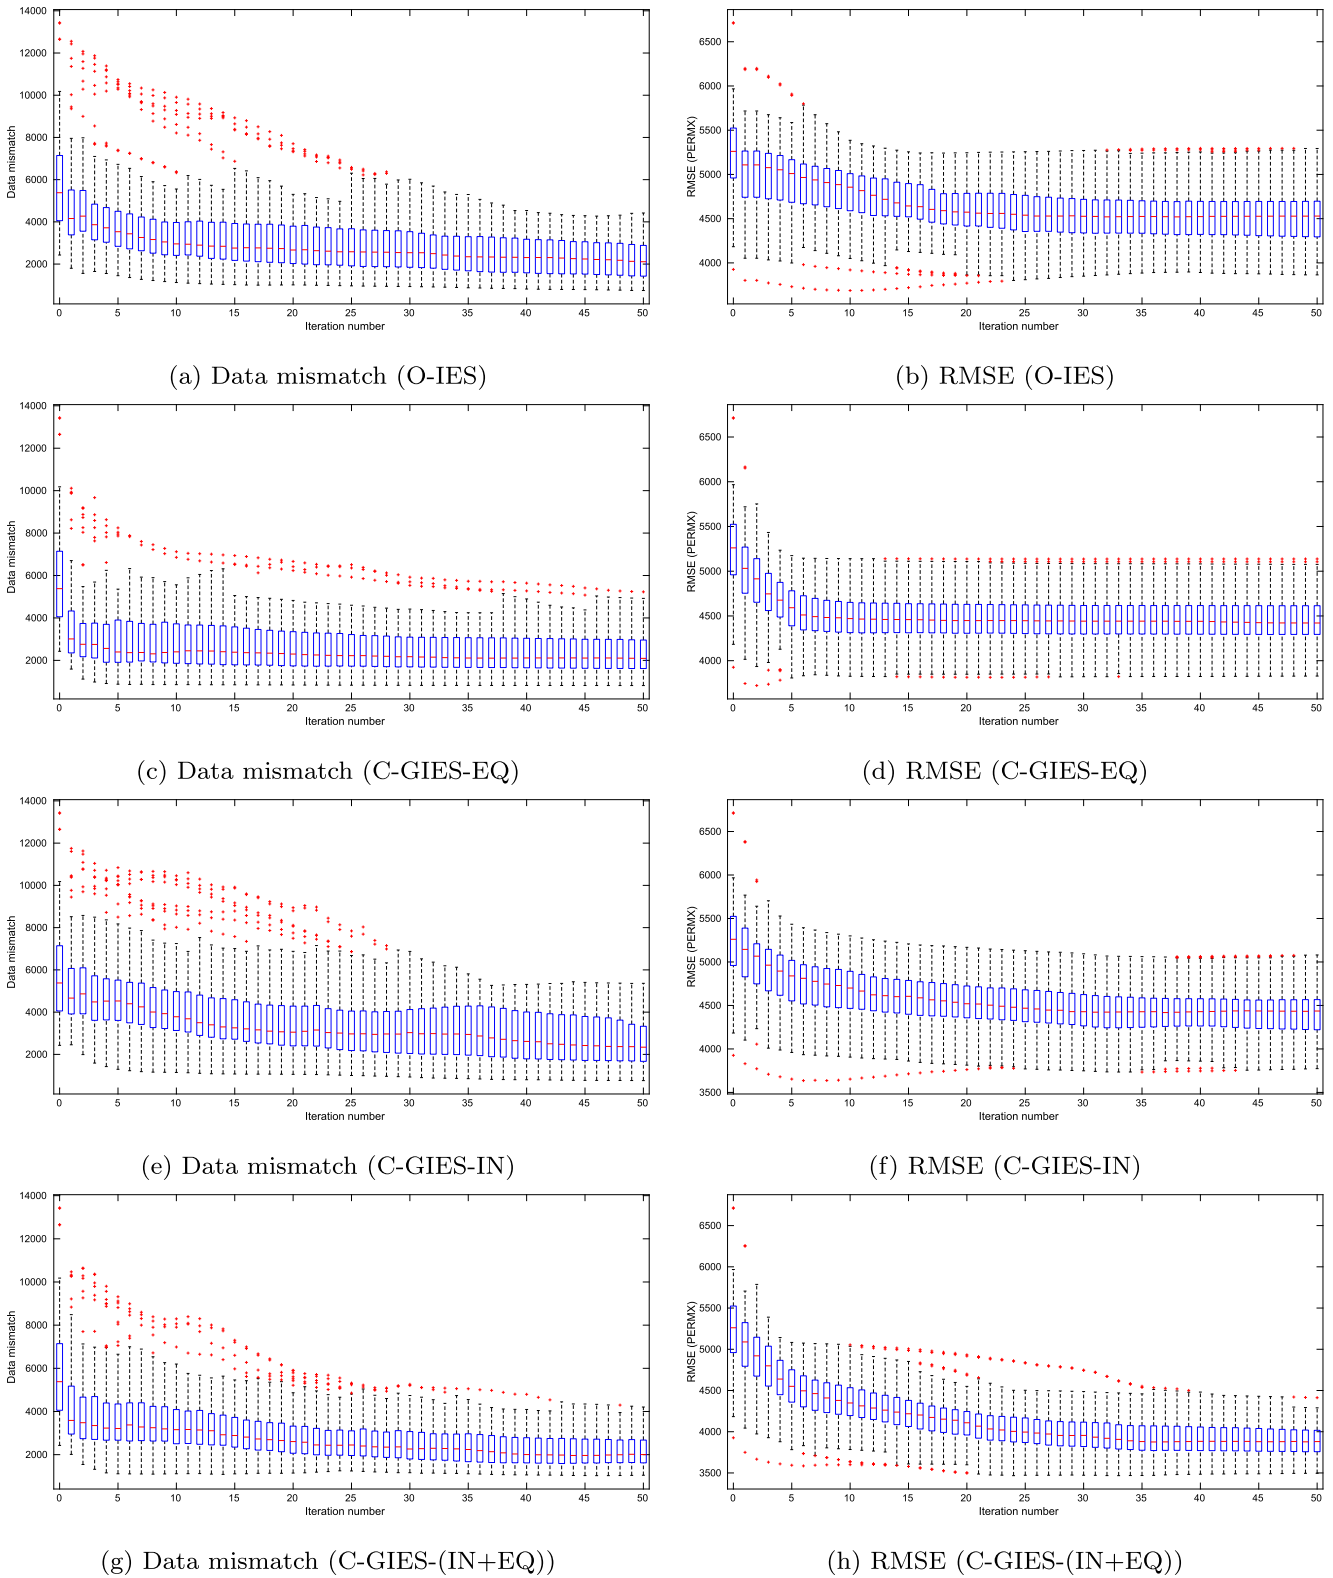 14000
12000
10000
8000
6000
4000
2000
Data mismatch
0 5 10 15 20 25 30 35 40 45 50
Iteration number
(a) Data mismatch (O-IES)
6500
6000
5500
5000
4500
4000
RMSE (PERMX)
0 5 10 15 20 25 30 35 40 45 50
Iteration number
(b) RMSE (O-IES)
14000
12000
10000
8000
6000
4000
2000
Data mismatch
0 5 10 15 20 25 30 35 40 45 50
Iteration number
(c) Data mismatch (C-GIES-EQ)
6500
6000
5500
5000
4500
4000
RMSE (PERMX)
0 5 10 15 20 25 30 35 40 45 50
Iteration number
(d) RMSE (C-GIES-EQ)
14000
12000
10000
8000
6000
4000
2000
Data mismatch
0 5 10 15 20 25 30 35 40 45 50
Iteration number
(e) Data mismatch (C-GIES-IN)
6500
6000
5500
5000
4500
4000
3500
RMSE (PERMX)
0 5 10 15 20 25 30 35 40 45 50
Iteration number
(f) RMSE (C-GIES-IN)
14000
12000
10000
8000
6000
4000
2000
Data mismatch
0 5 10 15 20 25 30 35 40 45 50
Iteration number
(g) Data mismatch (C-GIES-(IN+EQ))
6500
6000
5500
5000
4500
4000
3500
RMSE (PERMX)
0 5 10 15 20 25 30 35 40 45 50
Iteration number
(h) RMSE (C-GIES-(IN+EQ))